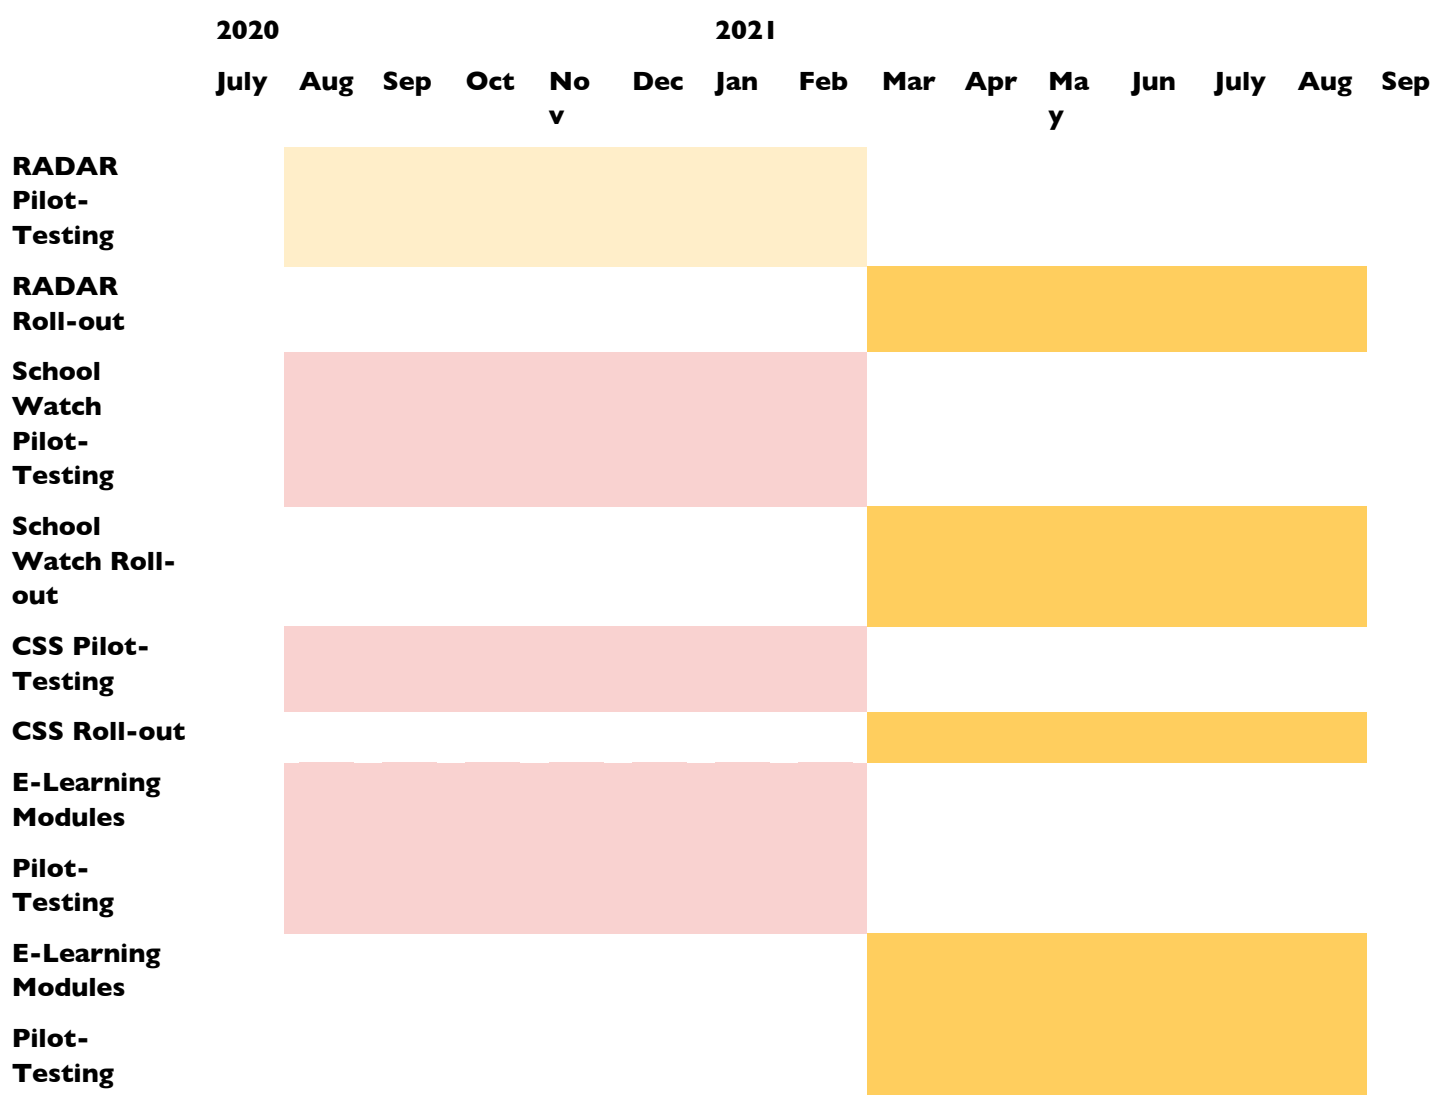 2020 2021
July Aug Sep Oct No Dec Jan Feb Mar Apr Ma Jun July Aug Sep
v y
RADAR
Pilot-
Testing
RADAR
Roll-out
School
Watch
Pilot-
Testing
School
Watch Roll-
out
CSS Pilot-
Testing
CSS Roll-out
E-Learning
Modules
Pilot-
Testing
E-Learning
Modules
Pilot-
Testing